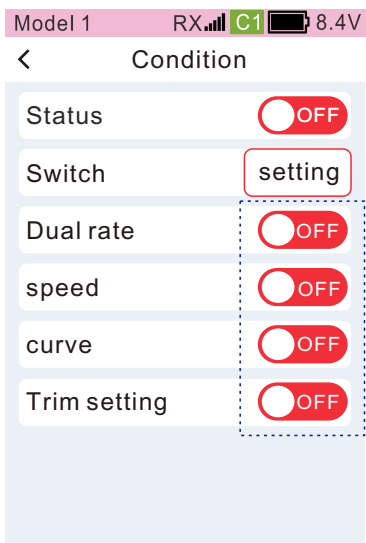 Model 1 RX C1 8.4V
Condition
Status OFF
Switch setting
Dual rate OFF
speed OFF
curve OFF
Trim setting OFF